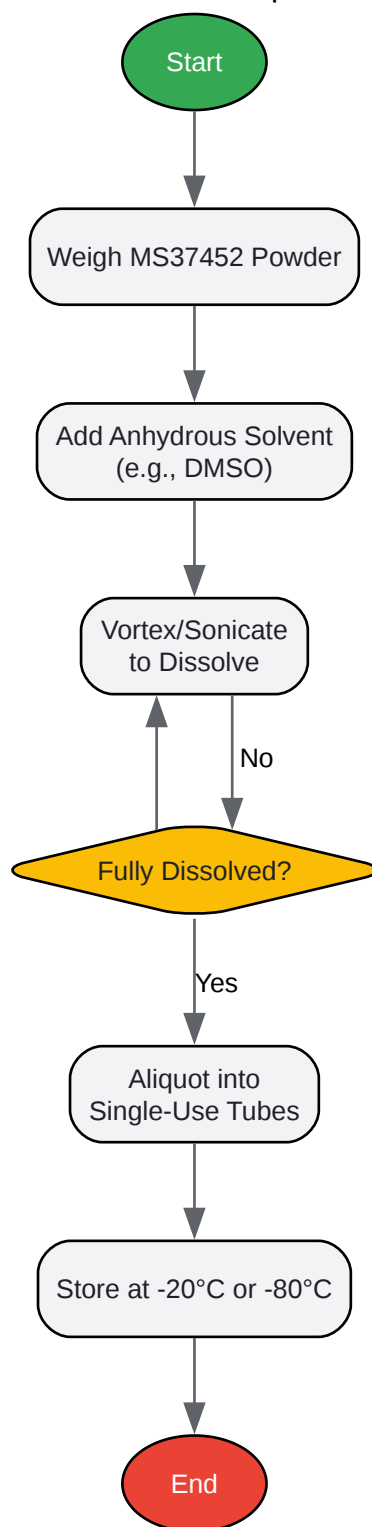 Start
Weigh MS37452 Powder
Add Anhydrous Solvent
(e.g., DMSO)
Vortex/Sonicate
to Dissolve
No
Fully Dissolved?
Yes
Aliquot into
Single-Use Tubes
Store at -20°C or -80°C
End